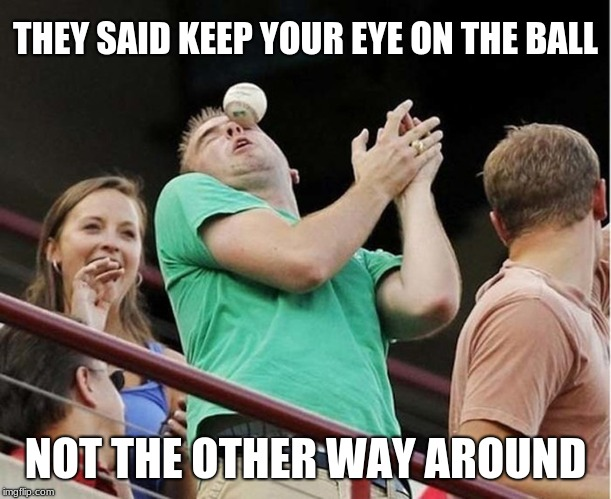 THEY SAID KEEP YOUR EYE ON THE BALL
NOT THE OTHER WAY AROUND
imgflip.com